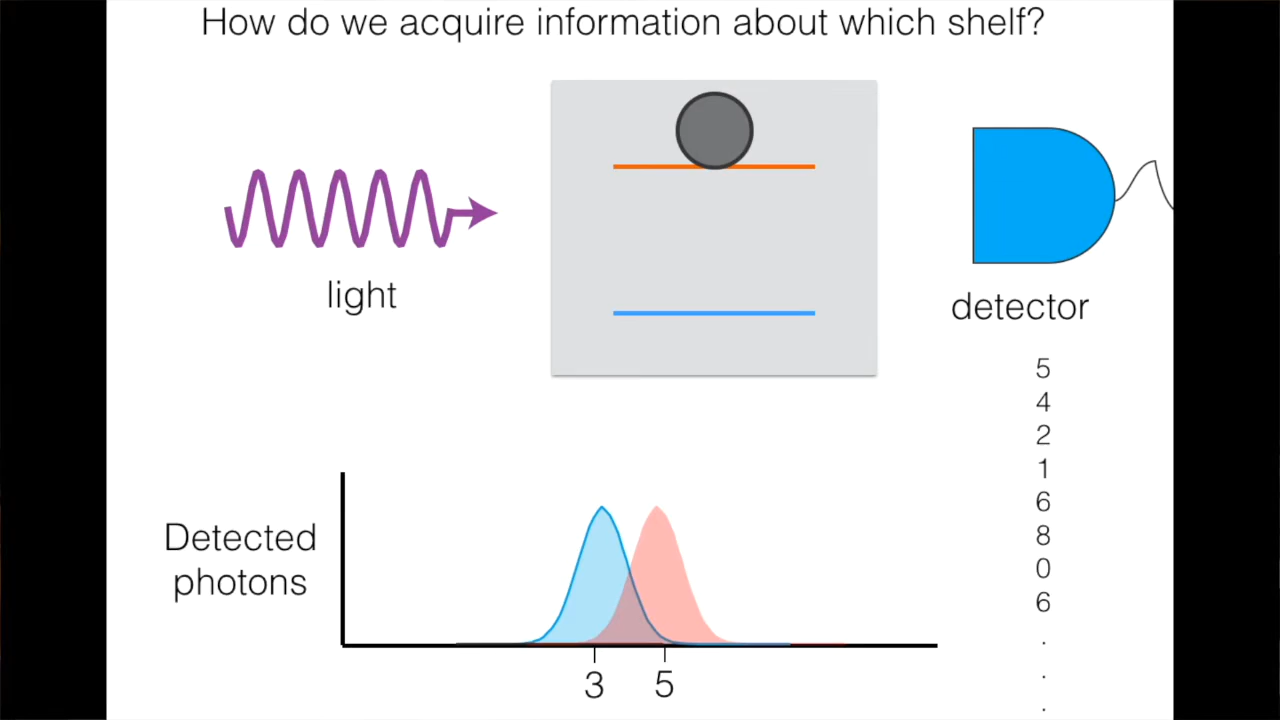 How do we acquire information about which shelf?
light
detector
5
4
2
1
6
8
0
6
.
.
.
Detected
photons
3 5